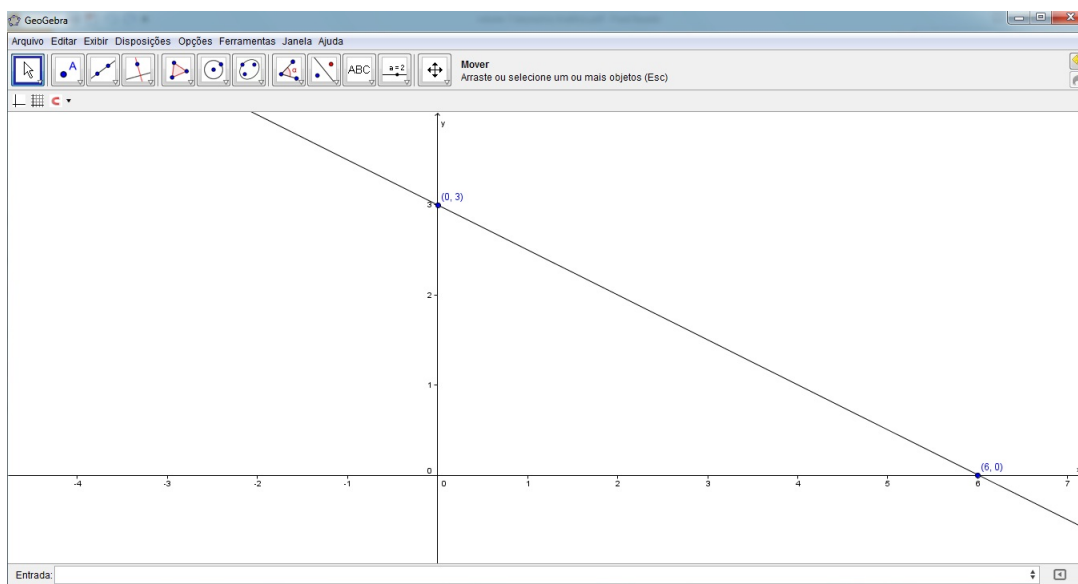 GeoGebra
Arquivo Editar Exibir Disposições Opções Ferramentas Janela Ajuda
A
α
ABC
a = 2
Mover
Arraste ou selecione um ou mais objetos (Esc)
y
(0, 3)
3
2
1
0
(6, 0)
-4 -3 -2 -1 0 1 2 3 4 5 6 7
Entrada: